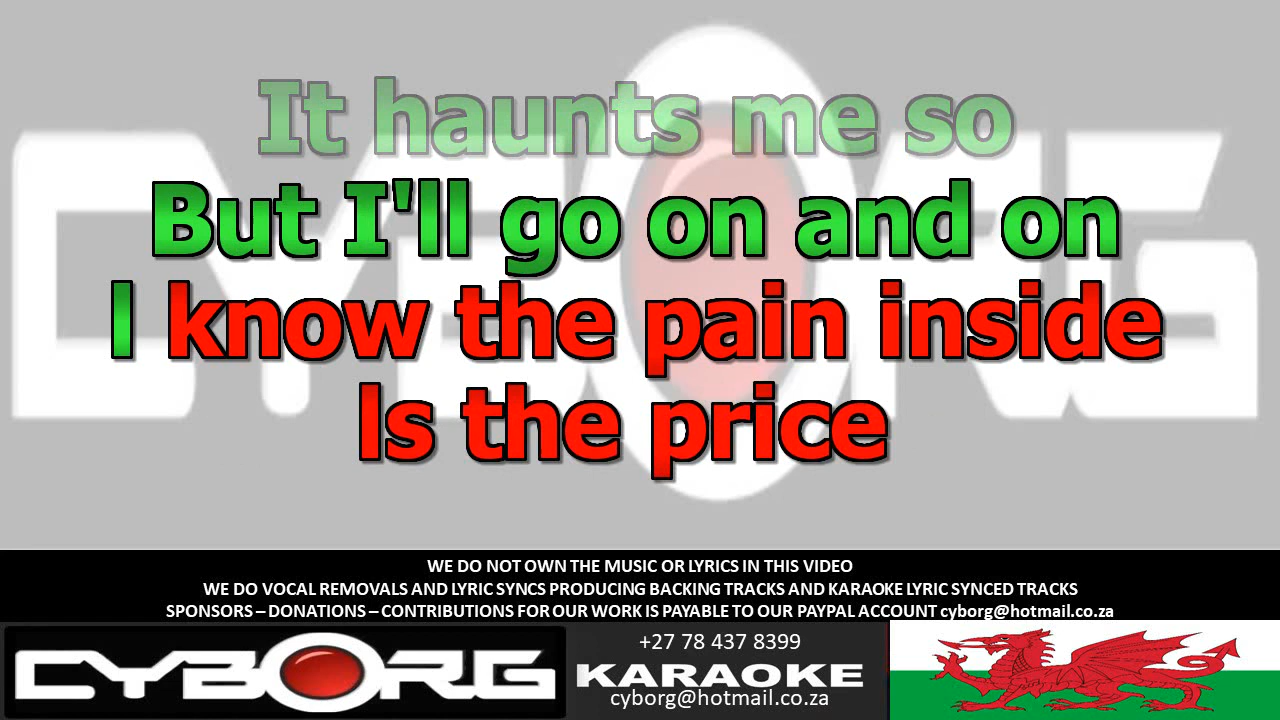 It haunts me so
But I'll go on and on
I know the pain inside
Is the price
CYBORG
WE DO NOT OWN THE MUSIC OR LYRICS IN THIS VIDEO
WE DO VOCAL REMOVALS AND LYRIC SYNCS PRODUCING BACKING TRACKS AND KARAOKE LYRIC SYNCED TRACKS
SPONSORS – DONATIONS – CONTRIBUTIONS FOR OUR WORK IS PAYABLE TO OUR PAYPAL ACCOUNT cyborg@hotmail.co.za
CYBORG
+27 78 437 8399
KARAOKE
cyborg@hotmail.co.za